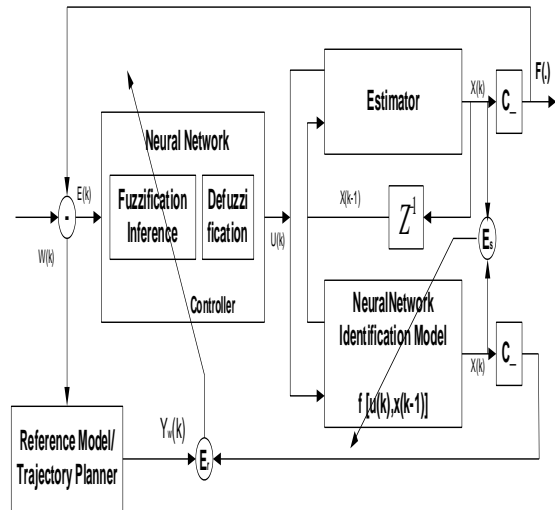 F(.)
X(k)
C_
Estimator
Neural Network
E(k)
Fuzzification
Inference
Defuzzi
fication
X(k-1)
Z⁻¹
U(k)
-
W(k)
Controller
Es
NeuralNetwork
Identification Model
f [u(k),x(k-1)]
X(k)
C_
Reference Model/
Trajectory Planner
Yw(k)
Er